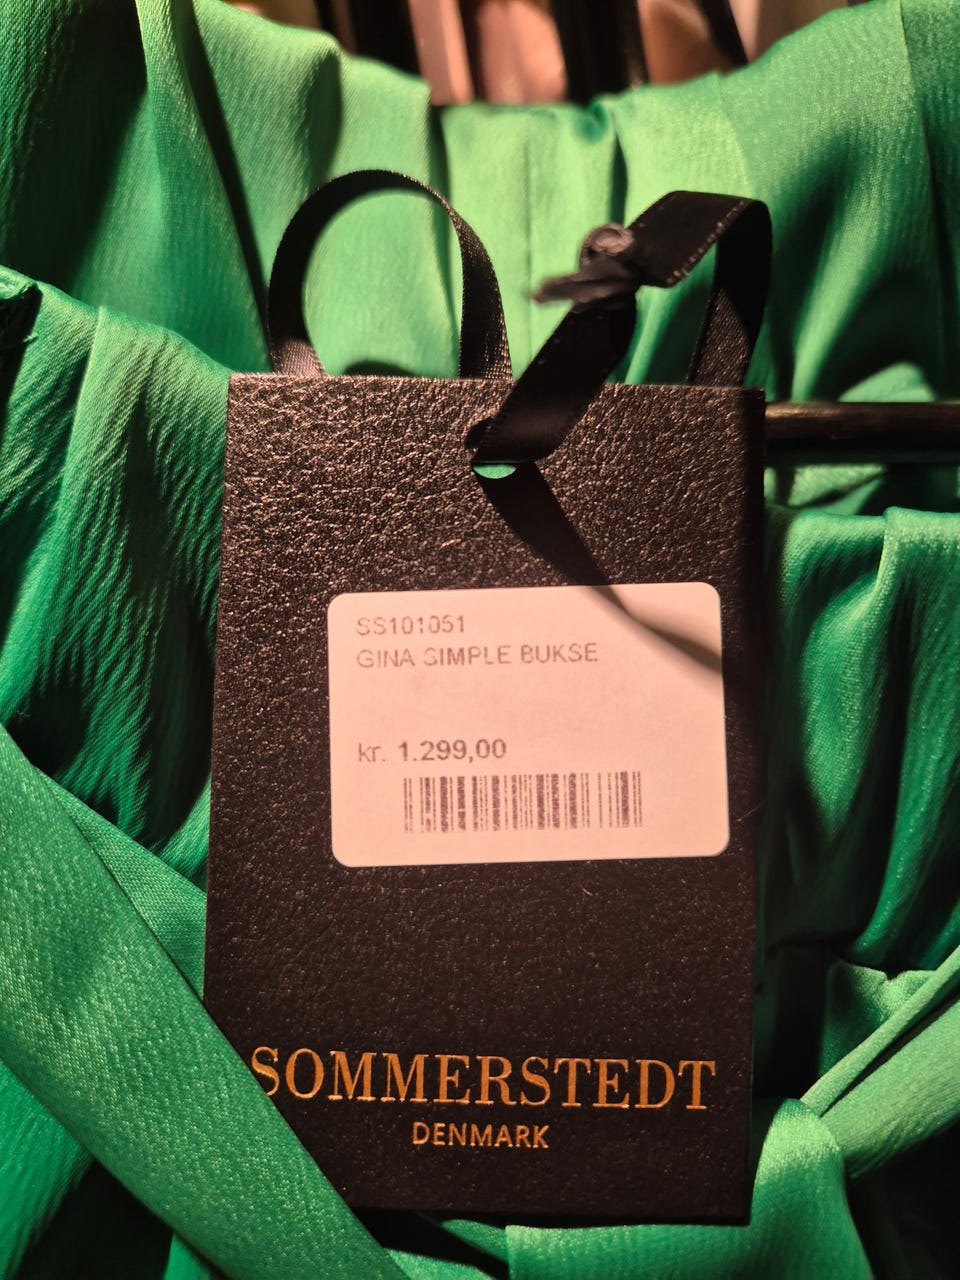 SS101051
GINA SIMPLE BUKSE
kr. 1.299,00
SOMMERSTEDT
DENMARK